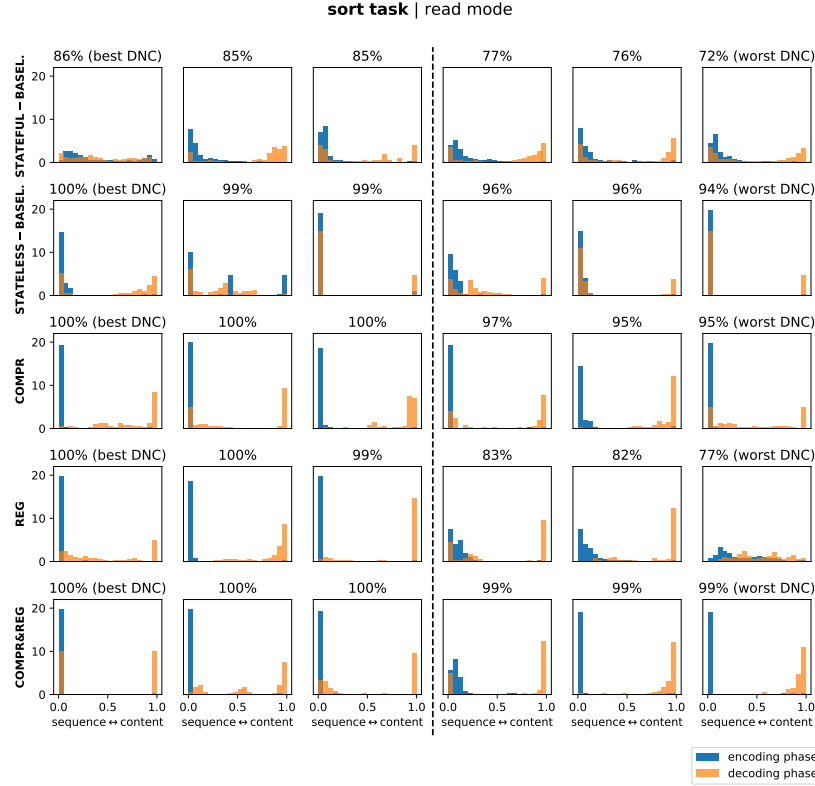 sort task | read mode
86% (best DNC) 85% 85% 77% 76% 72% (worst DNC)
STATEFUL − BASEL.
20
10
0
100% (best DNC) 99% 99% 96% 96% 94% (worst DNC)
STATELESS − BASEL.
20
10
0
100% (best DNC) 100% 100% 97% 95% 95% (worst DNC)
COMPR
20
10
0
100% (best DNC) 100% 99% 83% 82% 77% (worst DNC)
REG
20
10
0
100% (best DNC) 100% 100% 99% 99% 99% (worst DNC)
COMPR&REG
20
10
0
0.0 0.5 1.0 0.0 0.5 1.0 0.0 0.5 1.0 0.0 0.5 1.0 0.0 0.5 1.0 0.0 0.5 1.0
sequence↔content sequence↔content sequence↔content sequence↔content sequence↔content sequence↔content
encoding phase
decoding phase